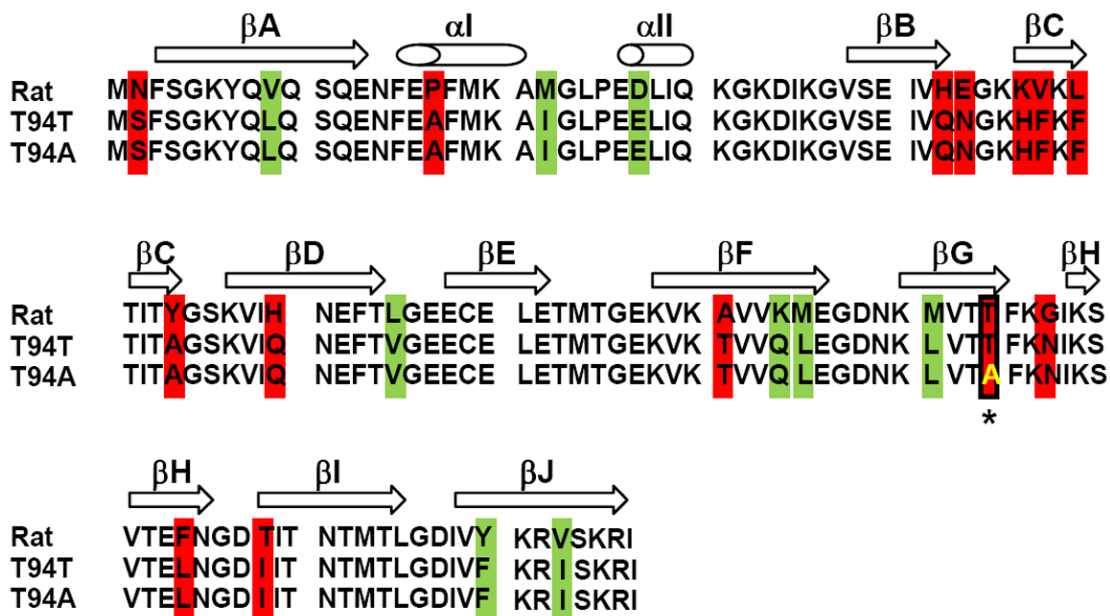 βA αI αII βB βC
Rat MNFSGKYQVQ SQENFEPFMK AMGLPEDLIQ KGKDIKGVSE IVHEGKKVKL
T94T MSFSGKYQLQ SQENFEAFMK AIGLPEELIQ KGKDIKGVSE IVQNGKHFKF
T94A MSFSGKYQLQ SQENFEAFMK AIGLPEELIQ KGKDIKGVSE IVQNGKHFKF
βC βD βE βF βG βH
Rat TITYGSKVIH NEFTLGEECE LETMTGEKVK AVVKMEGDNK MVTTFKGIKS
T94T TITAGSKVIQ NEFTVGEECE LETMTGEKVK TVVQLEGDNK LVTTFKNIKS
T94A TITAGSKVIQ NEFTVGEECE LETMTGEKVK TVVQLEGDNK LVTAFKNIKS
*
βH βI βJ
Rat VTEFNGDTIT NTMTLGDIVY KRVSKRI
T94T VTELNGDIIT NTMTLGDIVF KRISKRI
T94A VTELNGDIIT NTMTLGDIVF KRISKRI